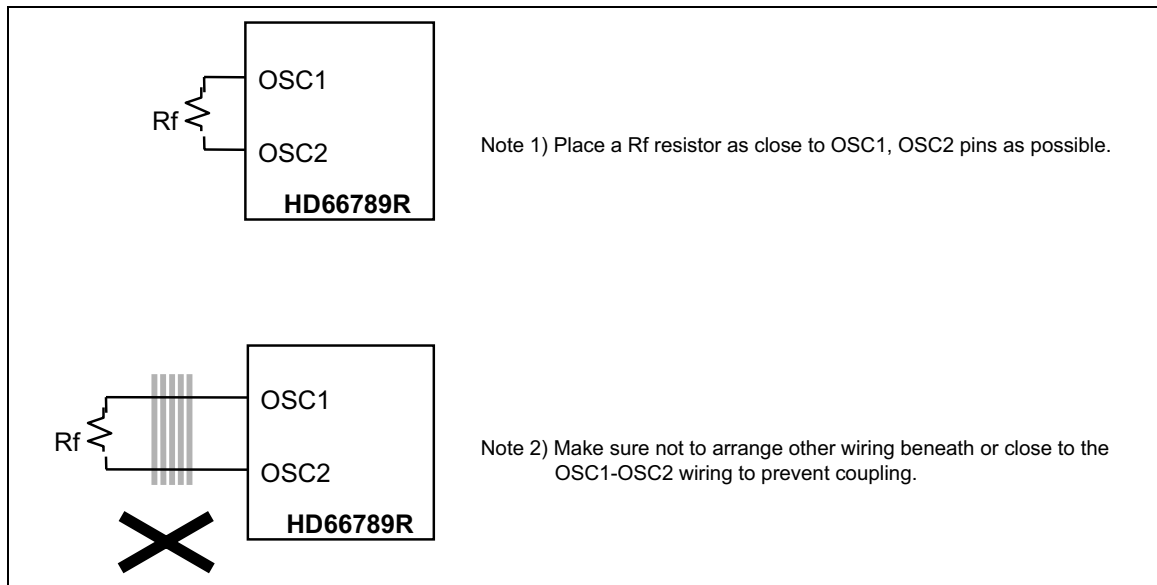 OSC1
Rf
OSC2
HD66789R
Note 1) Place a Rf resistor as close to OSC1, OSC2 pins as possible.
OSC1
Rf
OSC2
HD66789R
Note 2) Make sure not to arrange other wiring beneath or close to the
OSC1-OSC2 wiring to prevent coupling.